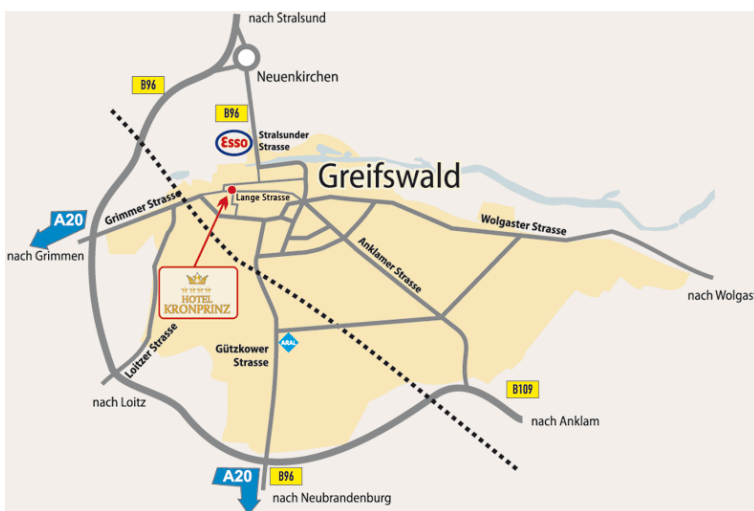 nach Stralsund
Neuenkirchen
B96
B96
Esso
Stralsunder
Strasse
Greifswald
Lange Strasse
Grimmer Strasse
A20
nach Grimmen
Wolgaster Strasse
Anklamer Strasse
nach Wolgast
HOTEL
KRONPRINZ
Loitzer Strasse
Gützkower
Strasse
ARAL
nach Loitz
B109
nach Anklam
A20
B96
nach Neubrandenburg